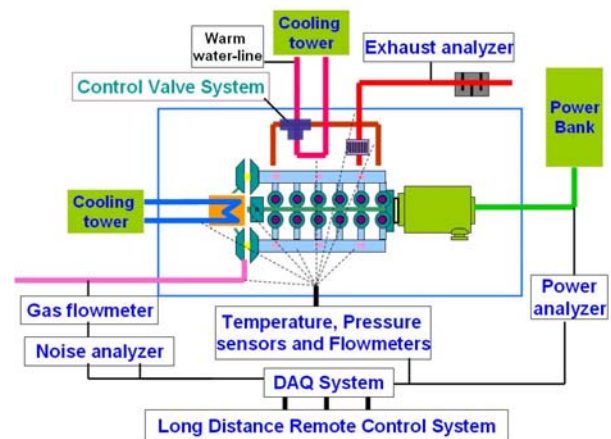 Warm
water-line
Cooling
tower
Exhaust analyzer
Control Valve System
Power
Bank
Cooling
tower
Gas flowmeter
Noise analyzer
Temperature, Pressure
sensors and Flowmeters
Power
analyzer
DAQ System
Long Distance Remote Control System